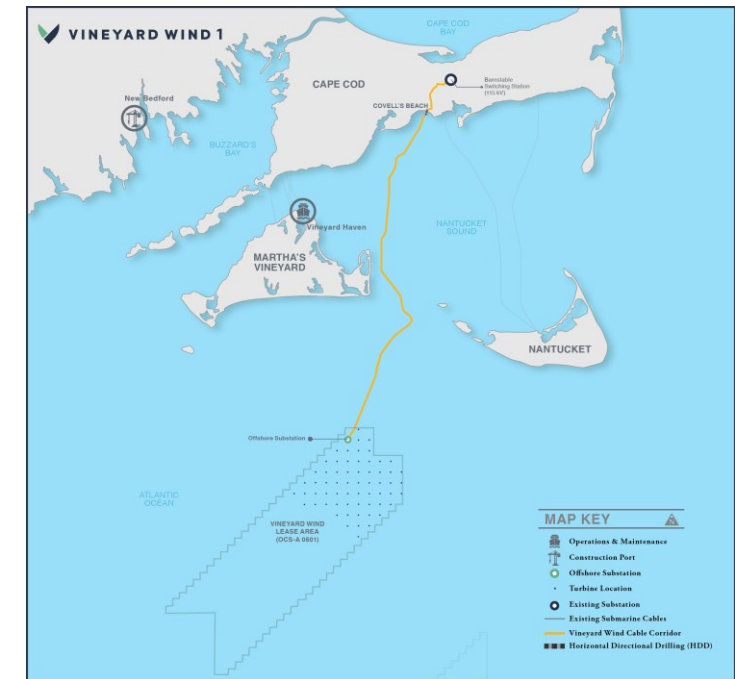 VINEYARD WIND 1
CAPE COD
BAY
CAPE COD
Barnstable
Switching Station
(115 kV)
New Bedford
COVELL'S BEACH
BUZZARD'S
BAY
Vineyard Haven
NANTUCKET
SOUND
MARTHA'S
VINEYARD
NANTUCKET
Offshore Substation
ATLANTIC
OCEAN
VINEYARD WIND
LEASE AREA
(OCS-A 0501)
MAP KEY
N
Operations & Maintenance
Construction Port
Offshore Substation
Turbine Location
Existing Substation
Existing Submarine Cables
Vineyard Wind Cable Corridor
Horizontal Directional Drilling (HDD)